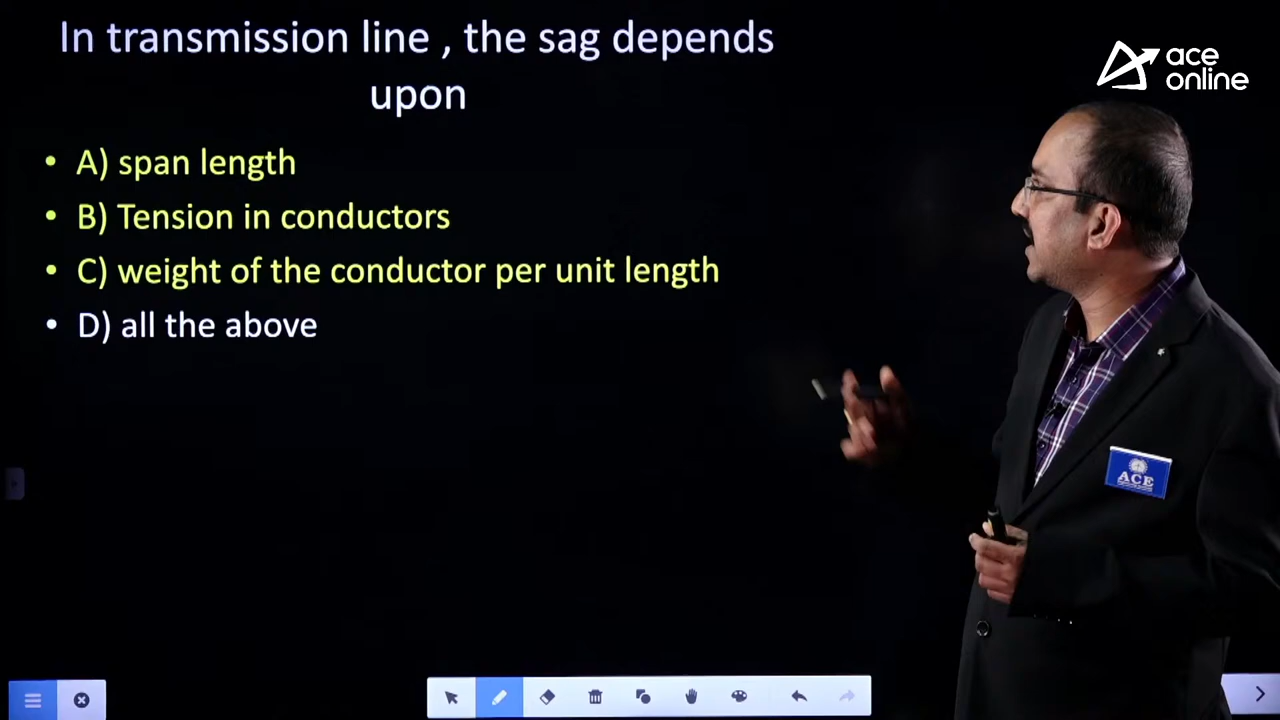 In transmission line , the sag depends
upon
ace
online
• A) span length
• B) Tension in conductors
• C) weight of the conductor per unit length
• D) all the above
ACE